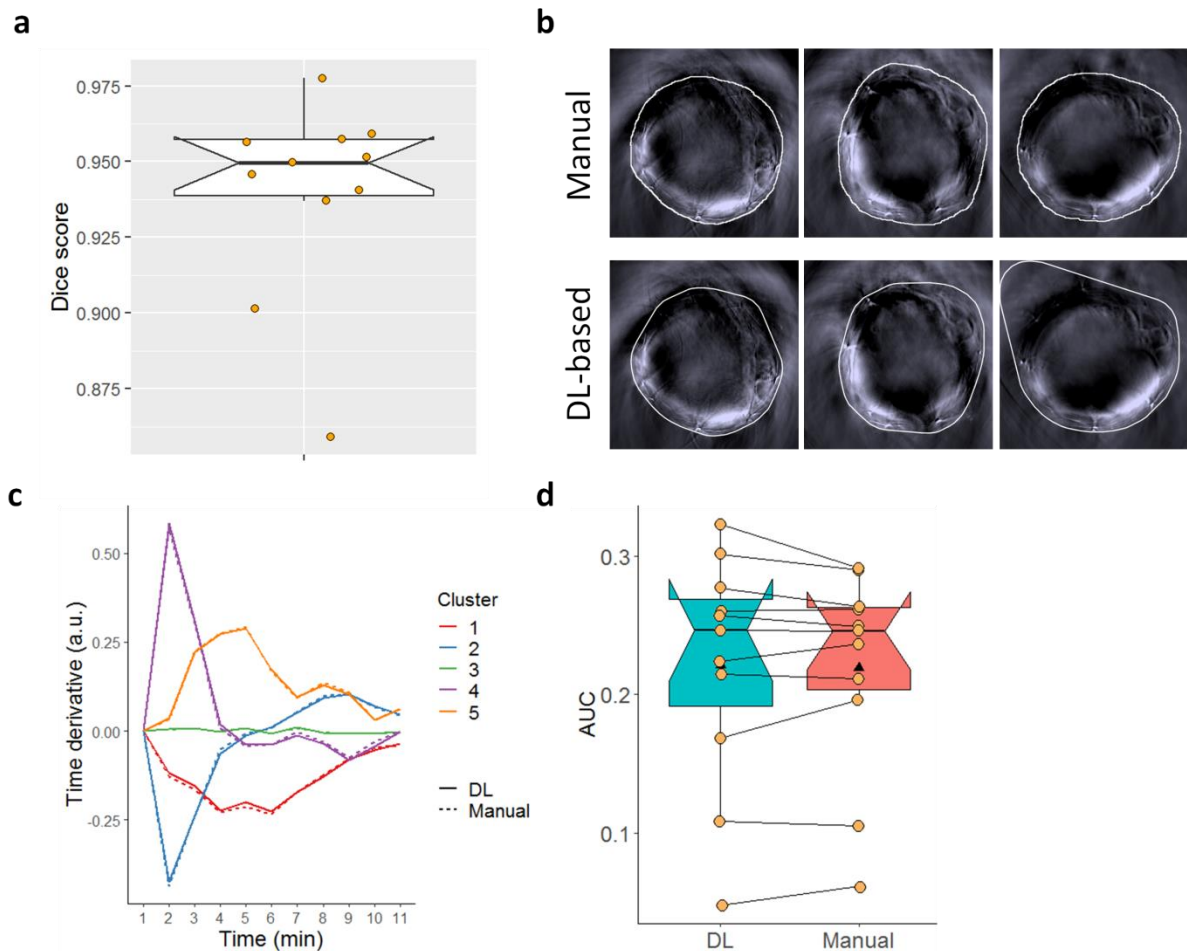 a
0.975
0.950
0.925
0.900
0.875
Dice score
b
Manual
DL-based
c
0.50
0.25
0.00
-0.25
Time derivative (a.u.)
1 2 3 4 5 6 7 8 9 10 11
Time (min)
Cluster
1
2
3
4
5
DL
Manual
d
0.3
0.2
0.1
AUC
DL Manual